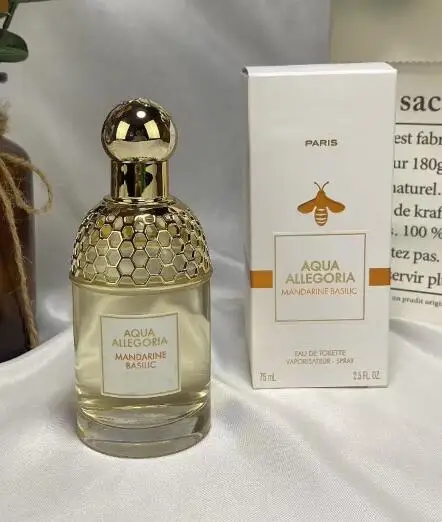 AQUA
ALLEGORIA
MANDARINE
BASILIC
PARIS
AQUA
ALLEGORIA
MANDARINE BASILIC
EAU DE TOILETTE
VAPORISATEUR - SPRAY
75 mL 2.5 FL. OZ.
sac
est fabr
ur 180g
naturel.
de kraf
s. 100 %
tez pas.
ervir pl